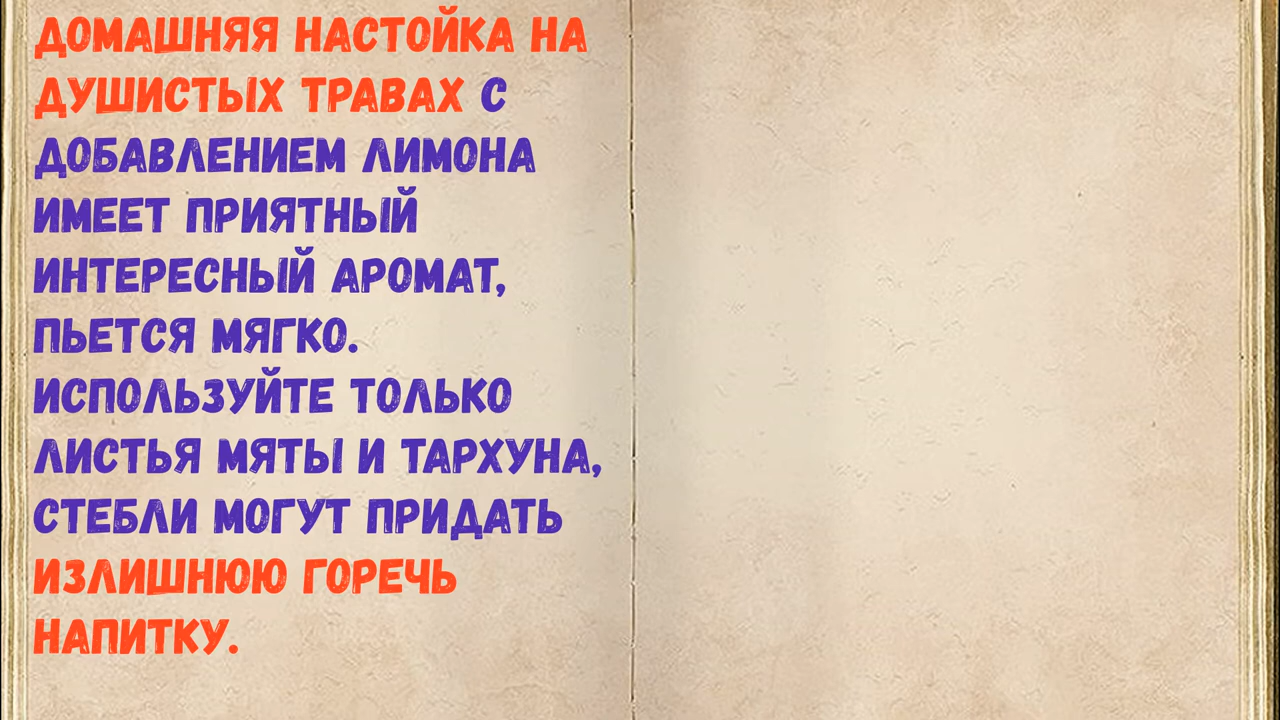 ДОМАШНЯЯ НАСТОЙКА НА
ДУШИСТЫХ ТРАВАХ С
ДОБАВЛЕНИЕМ ЛИМОНА
ИМЕЕТ ПРИЯТНЫЙ
ИНТЕРЕСНЫЙ АРОМАТ,
ПЬЕТСЯ МЯГКО.
ИСПОЛЬЗУЙТЕ ТОЛЬКО
ЛИСТЬЯ МЯТЫ И ТАРХУНА,
СТЕБЛИ МОГУТ ПРИДАТЬ
ИЗЛИШНЮЮ ГОРЕЧЬ
НАПИТКУ.